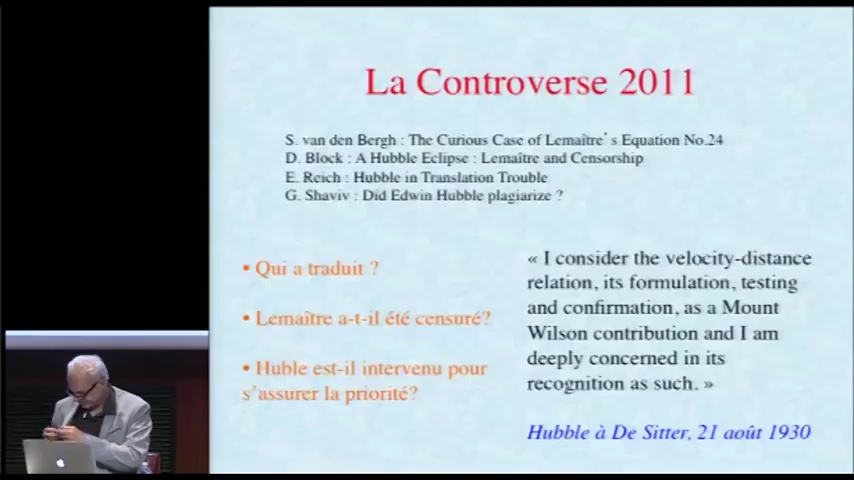 La Controverse 2011
S. van den Bergh : The Curious Case of Lemaître's Equation No.24
D. Block : A Hubble Eclipse : Lemaître and Censorship
E. Reich : Hubble in Translation Trouble
G. Shaviv : Did Edwin Hubble plagiarize ?
• Qui a traduit ?
• Lemaître a-t-il été censuré?
• Huble est-il intervenu pour
s'assurer la priorité?
« I consider the velocity-distance
relation, its formulation, testing
and confirmation, as a Mount
Wilson contribution and I am
deeply concerned in its
recognition as such. »
Hubble à De Sitter, 21 août 1930